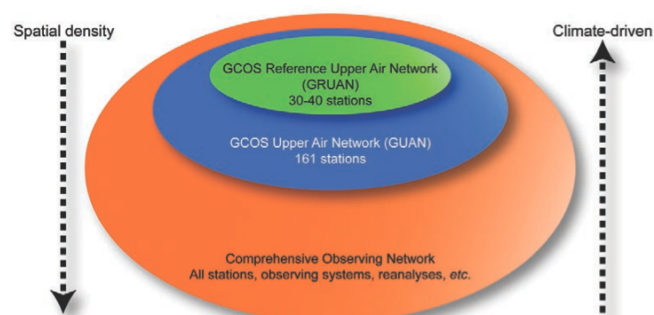 Spatial density
Climate-driven
GCOS Reference Upper Air Network
(GRUAN)
30-40 stations
GCOS Upper Air Network (GUAN)
161 stations
Comprehensive Observing Network
All stations, observing systems, reanalyses, etc.